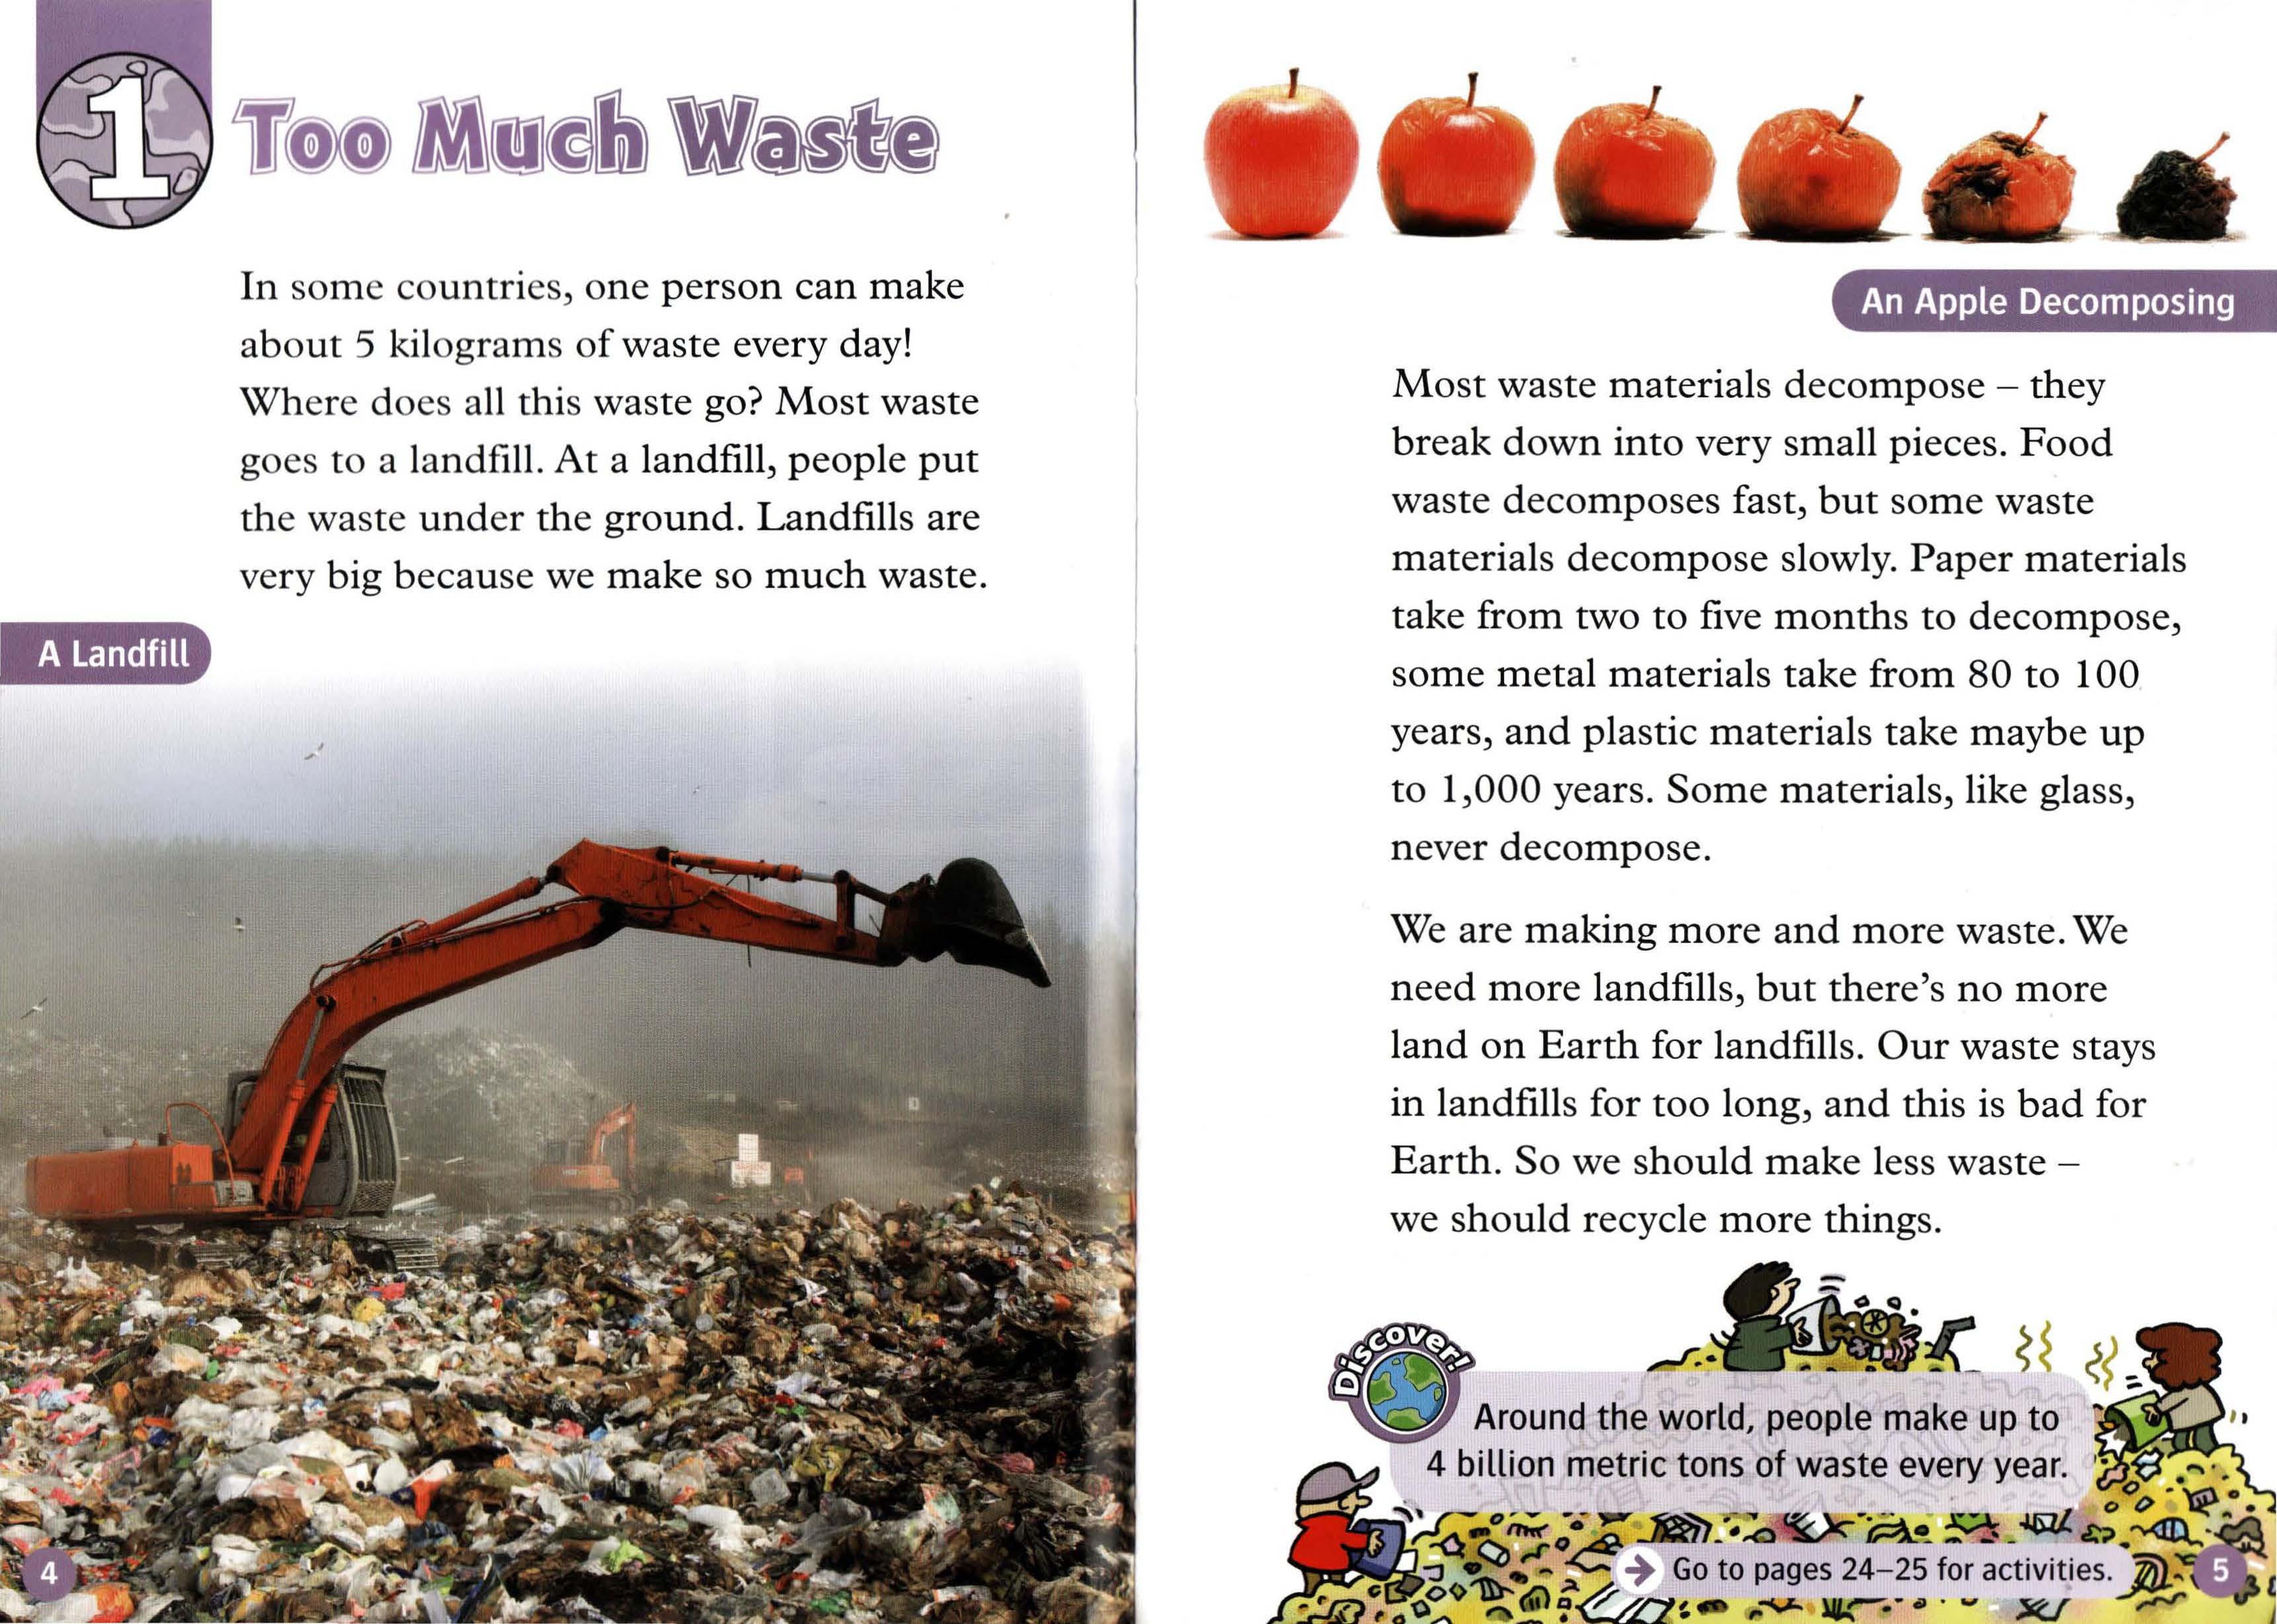 1
Too Much Waste
In some countries, one person can make
about 5 kilograms of waste every day!
Where does all this waste go? Most waste
goes to a landfill. At a landfill, people put
the waste under the ground. Landfills are
very big because we make so much waste.
A Landfill
4
An Apple Decomposing
Most waste materials decompose – they
break down into very small pieces. Food
waste decomposes fast, but some waste
materials decompose slowly. Paper materials
take from two to five months to decompose,
some metal materials take from 80 to 100
years, and plastic materials take maybe up
to 1,000 years. Some materials, like glass,
never decompose.
We are making more and more waste. We
need more landfills, but there's no more
land on Earth for landfills. Our waste stays
in landfills for too long, and this is bad for
Earth. So we should make less waste –
we should recycle more things.
Discover!
Around the world, people make up to
4 billion metric tons of waste every year.
Go to pages 24–25 for activities.
5